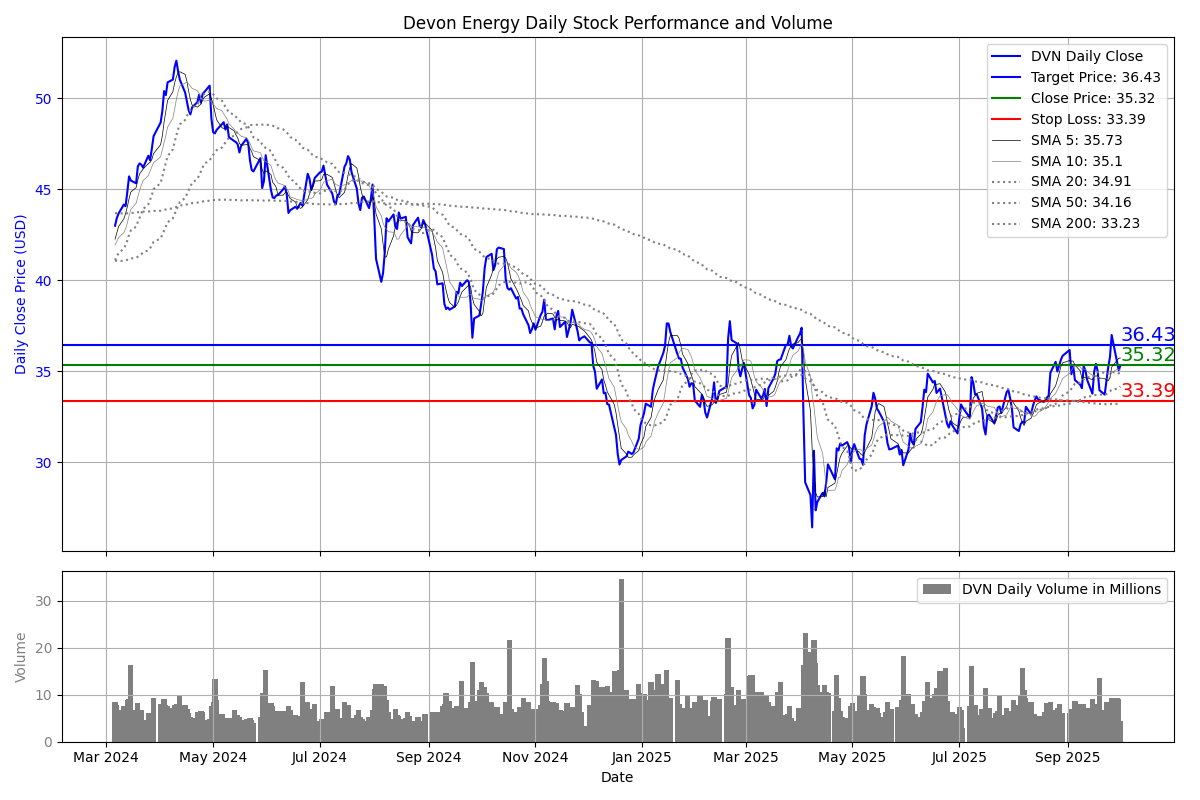 Devon Energy Daily Stock Performance and Volume
Daily Close Price (USD)
50
45
40
35
30
DVN Daily Close
Target Price: 36.43
Close Price: 35.32
Stop Loss: 33.39
SMA 5: 35.73
SMA 10: 35.1
SMA 20: 34.91
SMA 50: 34.16
SMA 200: 33.23
36.43
35.32
33.39
Volume
30
20
10
0
DVN Daily Volume in Millions
Mar 2024 May 2024 Jul 2024 Sep 2024 Nov 2024 Jan 2025 Mar 2025 May 2025 Jul 2025 Sep 2025
Date